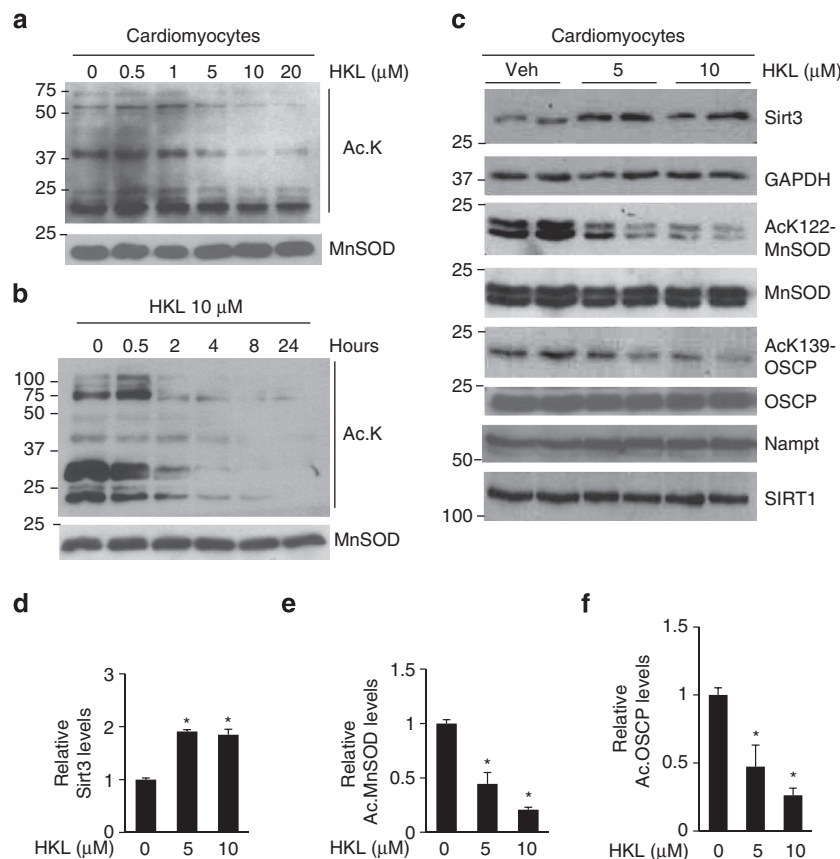 a
Cardiomyocytes
0 0.5 1 5 10 20 HKL (μM)
75
50
37
25
Ac.K
25
MnSOD
b
HKL 10 μM
0 0.5 2 4 8 24 Hours
100
75
50
37
25
Ac.K
25
MnSOD
c
Cardiomyocytes
Veh 5 10 HKL (μM)
Sirt3
25
37
GAPDH
25
AcK122-
MnSOD
25
MnSOD
25
AcK139-
OSCP
25
OSCP
Nampt
50
SIRT1
100
d
Relative
Sirt3 levels
3
2
1
0
* *
HKL (μM) 0 5 10
e
Relative
Ac.MnSOD levels
1.5
1
0.5
0
*
*
HKL (μM) 0 5 10
f
Relative
Ac.OSCP levels
1.5
1
0.5
0
*
*
HKL (μM) 0 5 10